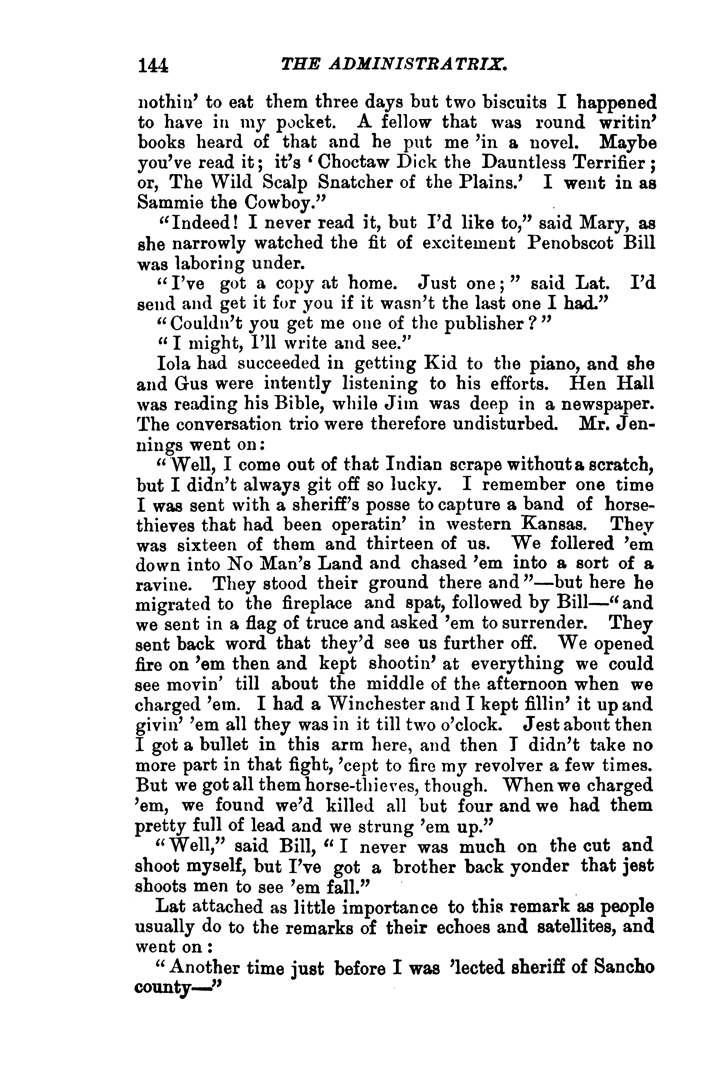 144 THE ADMINISTRATRIX.
nothin' to eat them three days but two biscuits I happened
to have in my pocket. A fellow that was round writin'
books heard of that and he put me 'in a novel. Maybe
you've read it; it's ‘Choctaw Dick the Dauntless Terrifier;
or, The Wild Scalp Snatcher of the Plains.’ I went in as
Sammie the Cowboy.”
“Indeed! I never read it, but I'd like to,” said Mary, as
she narrowly watched the fit of excitement Penobscot Bill
was laboring under.
“I've got a copy at home. Just one;” said Lat. I'd
send and get it for you if it wasn't the last one I had.”
“Couldn't you get me one of the publisher?”
“I might, I'll write and see.”
Iola had succeeded in getting Kid to the piano, and she
and Gus were intently listening to his efforts. Hen Hall
was reading his Bible, while Jim was deep in a newspaper.
The conversation trio were therefore undisturbed. Mr. Jen-
nings went on:
“Well, I come out of that Indian scrape without a scratch,
but I didn't always git off so lucky. I remember one time
I was sent with a sheriff's posse to capture a band of horse-
thieves that had been operatin' in western Kansas. They
was sixteen of them and thirteen of us. We follered 'em
down into No Man's Land and chased 'em into a sort of a
ravine. They stood their ground there and”—but here he
migrated to the fireplace and spat, followed by Bill—“and
we sent in a flag of truce and asked 'em to surrender. They
sent back word that they'd see us further off. We opened
fire on 'em then and kept shootin' at everything we could
see movin' till about the middle of the afternoon when we
charged 'em. I had a Winchester and I kept fillin' it up and
givin' 'em all they was in it till two o'clock. Jest about then
I got a bullet in this arm here, and then I didn't take no
more part in that fight, 'cept to fire my revolver a few times.
But we got all them horse-thieves, though. When we charged
'em, we found we'd killed all but four and we had them
pretty full of lead and we strung 'em up.”
“Well,” said Bill, “I never was much on the cut and
shoot myself, but I've got a brother back yonder that jest
shoots men to see 'em fall.”
Lat attached as little importance to this remark as people
usually do to the remarks of their echoes and satellites, and
went on:
“Another time just before I was 'lected sheriff of Sancho
county—”